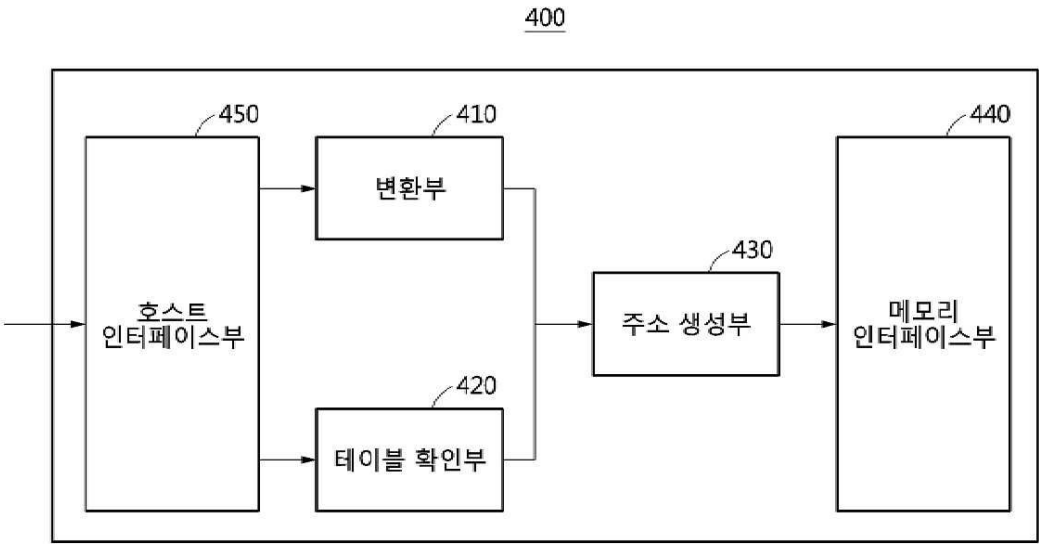 400
450
410
440
변환부
430
호스트
인터페이스부
주소 생성부
메모리
인터페이스부
420
테이블 확인부